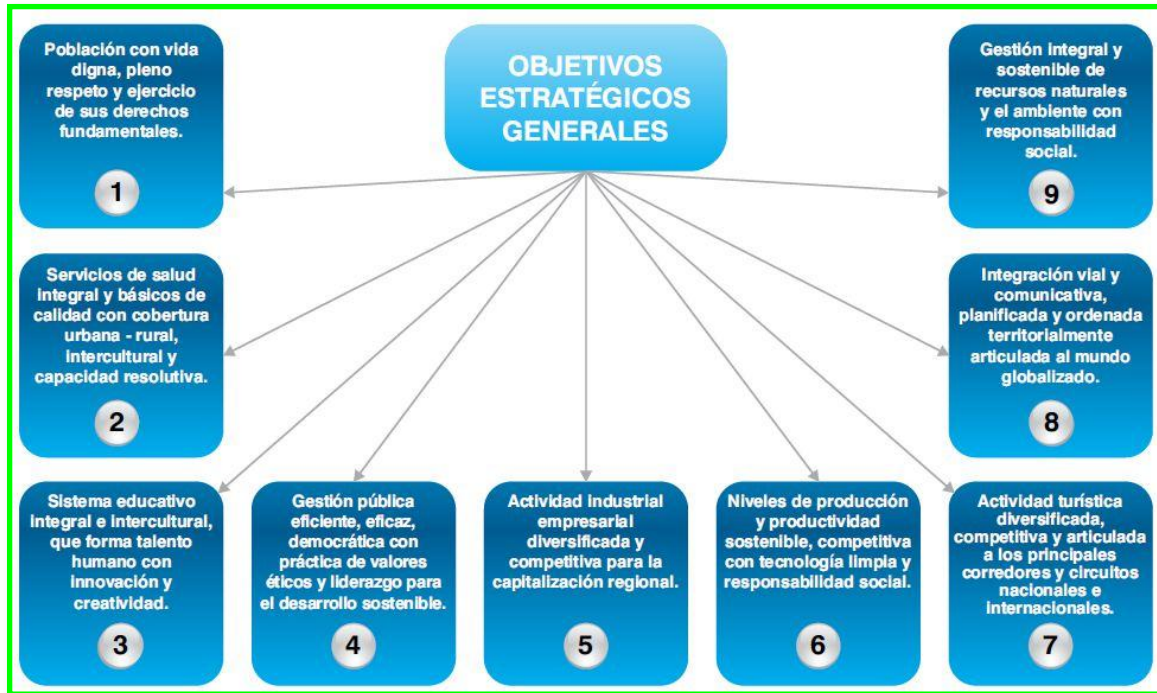 OBJETIVOS
ESTRATÉGICOS
GENERALES
Población con vida
digna, pleno
respeto y ejercicio
de sus derechos
fundamentales.
1
Servicios de salud
integral y básicos de
calidad con cobertura
urbana - rural,
intercultural y
capacidad resolutiva.
2
Sistema educativo
integral e intercultural,
que forma talento
humano con
innovación y
creatividad.
3
Gestión pública
eficiente, eficaz,
democrática con
práctica de valores
éticos y liderazgo para
el desarrollo sostenible.
4
Actividad industrial
empresarial
diversificada y
competitiva para la
capitalización regional.
5
Niveles de producción
y productividad
sostenible, competitiva
con tecnología limpia y
responsabilidad social.
6
Actividad turística
diversificada,
competitiva y articulada
a los principales
corredores y circuitos
nacionales e
internacionales.
7
Integración vial y
comunicativa,
planificada y ordenada
territorialmente
articulada al mundo
globalizado.
8
Gestión integral y
sostenible de
recursos naturales
y el ambiente con
responsabilidad
social.
9